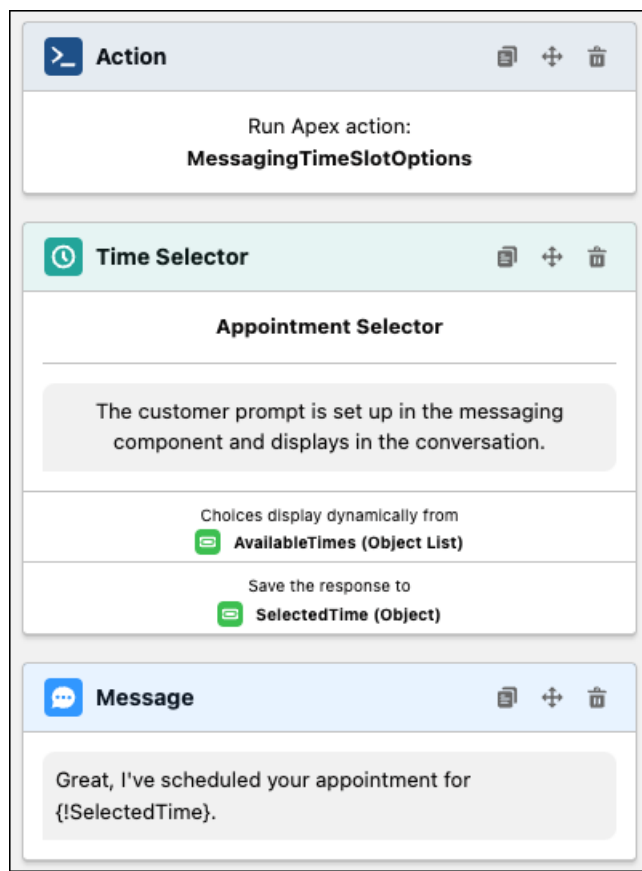 Action
Run Apex action:
MessagingTimeSlotOptions
Time Selector
Appointment Selector
The customer prompt is set up in the messaging
component and displays in the conversation.
Choices display dynamically from
AvailableTimes (Object List)
Save the response to
SelectedTime (Object)
Message
Great, I've scheduled your appointment for
{!SelectedTime}.